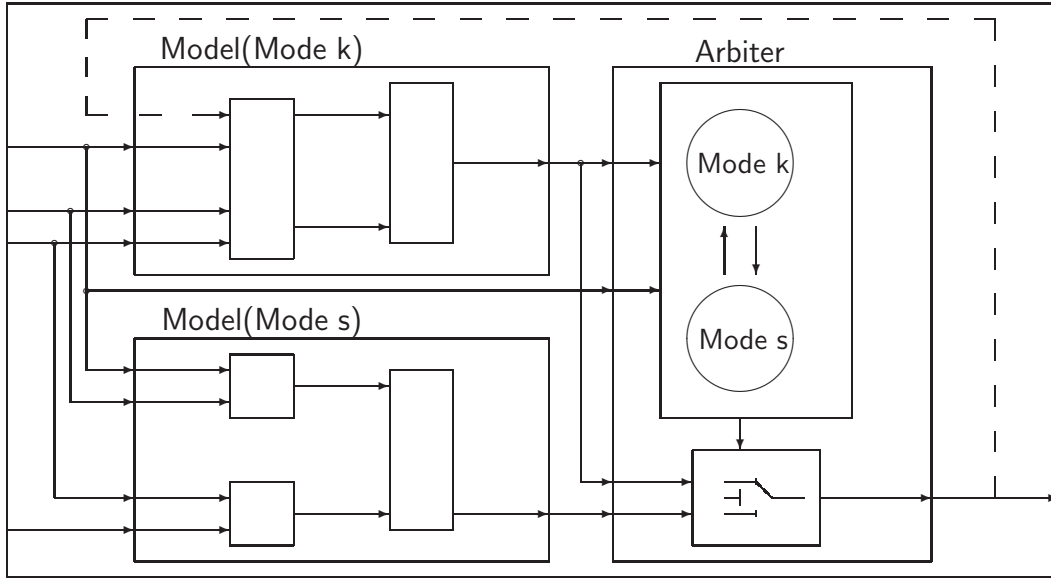 Model(Mode k)
Arbiter
Mode k
Model(Mode s)
Mode s